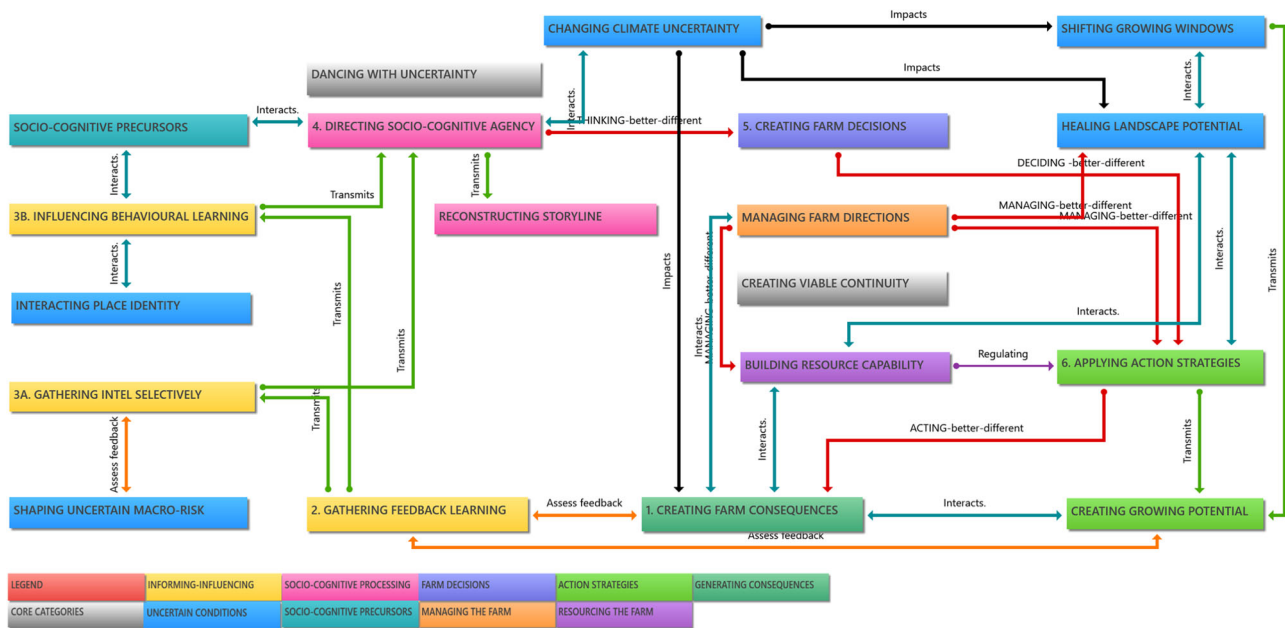 CHANGING CLIMATE UNCERTAINTY
Impacts
SHIFTING GROWING WINDOWS
DANCING WITH UNCERTAINTY
Impacts
Interacts.
Interacts.
Interacts.
SOCIO-COGNITIVE PRECURSORS
4. DIRECTING SOCIO-COGNITIVE AGENCY
THINKING-better-different
5. CREATING FARM DECISIONS
HEALING LANDSCAPE POTENTIAL
Interacts.
Transmits
Transmits
DECIDING -better-different
3B. INFLUENCING BEHAVIOURAL LEARNING
RECONSTRUCTING STORYLINE
MANAGING FARM DIRECTIONS
MANAGING-better-different
MANAGING-better-different
Interacts.
Transmits
Impacts
Interacts.
MANAGING-better-different
Interacts.
Transmits
INTERACTING PLACE IDENTITY
CREATING VIABLE CONTINUITY
Interacts.
Transmits
BUILDING RESOURCE CAPABILITY
Regulating
6. APPLYING ACTION STRATEGIES
3A. GATHERING INTEL SELECTIVELY
Transmits
Assess feedback
Interacts.
ACTING-better-different
Transmits
SHAPING UNCERTAIN MACRO-RISK
2. GATHERING FEEDBACK LEARNING
Assess feedback
1. CREATING FARM CONSEQUENCES
Interacts.
CREATING GROWING POTENTIAL
Assess feedback
LEGEND
INFORMING-INFLUENCING
SOCIO-COGNITIVE PROCESSING
FARM DECISIONS
ACTION STRATEGIES
GENERATING CONSEQUENCES
CORE CATEGORIES
UNCERTAIN CONDITIONS
SOCIO-COGNITIVE PRECURSORS
MANAGING THE FARM
RESOURCING THE FARM